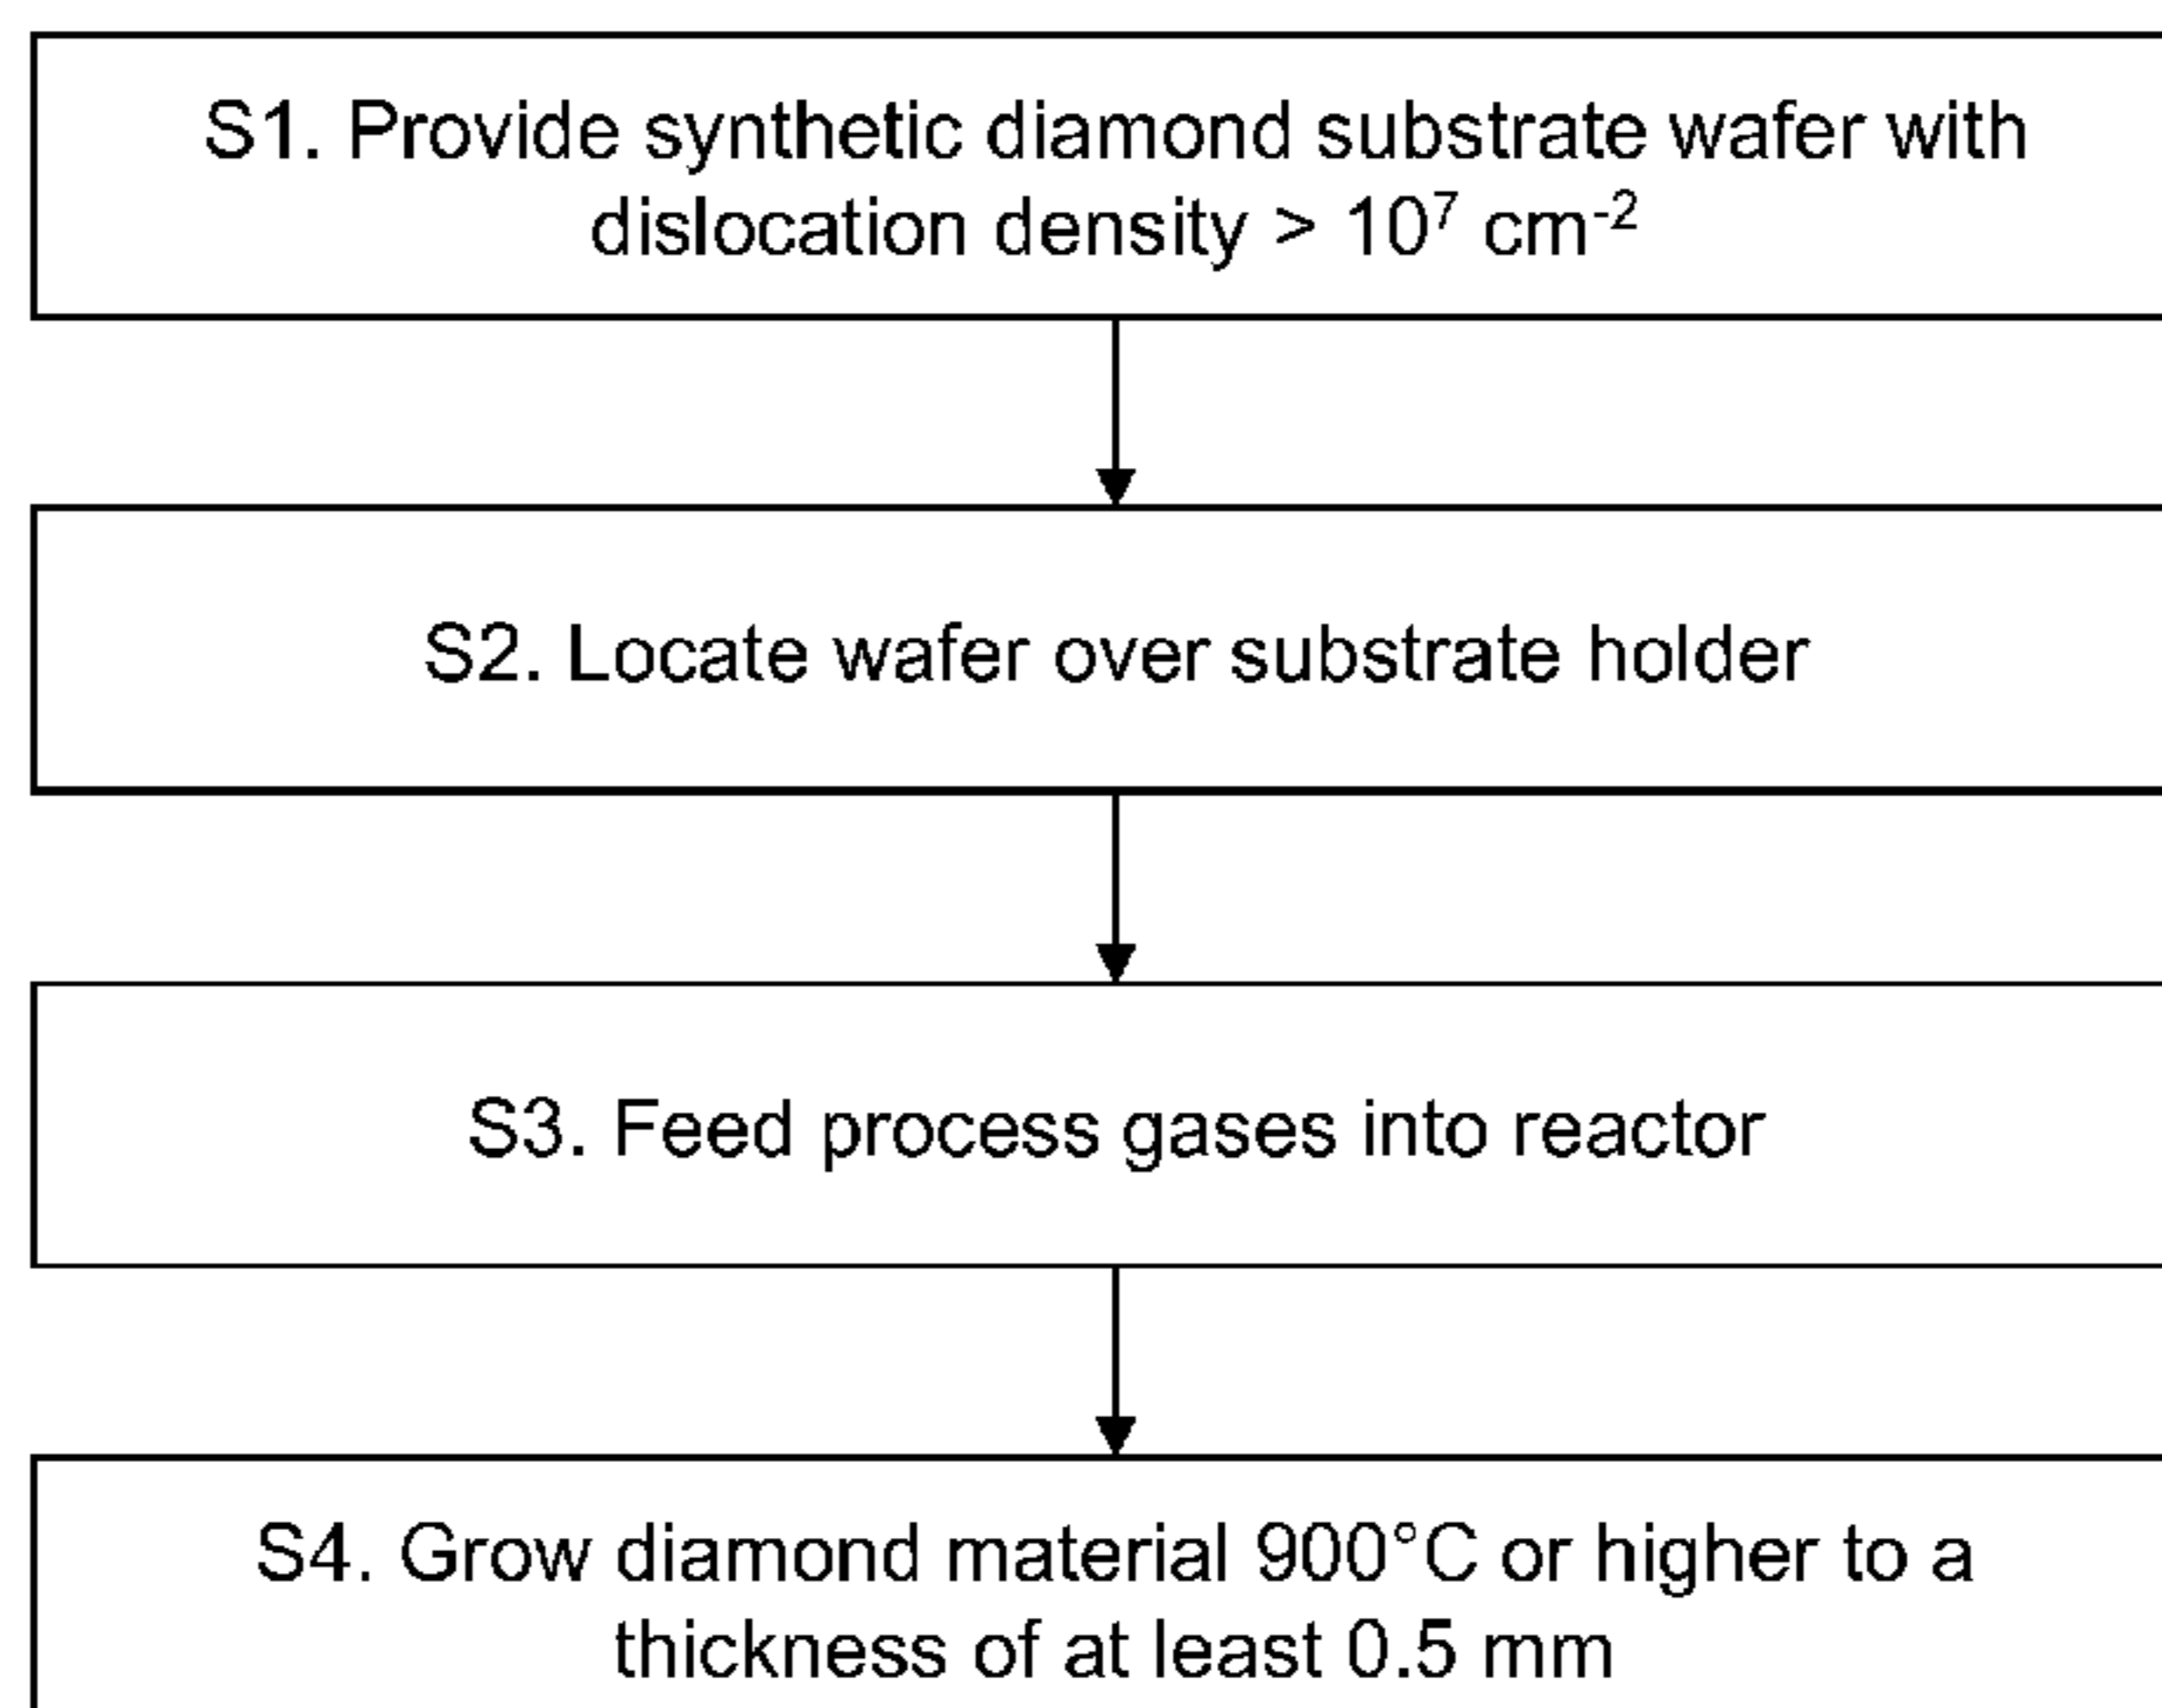 S1. Provide synthetic diamond substrate wafer with
dislocation density > 10⁷ cm⁻²
S2. Locate wafer over substrate holder
S3. Feed process gases into reactor
S4. Grow diamond material 900°C or higher to a
thickness of at least 0.5 mm